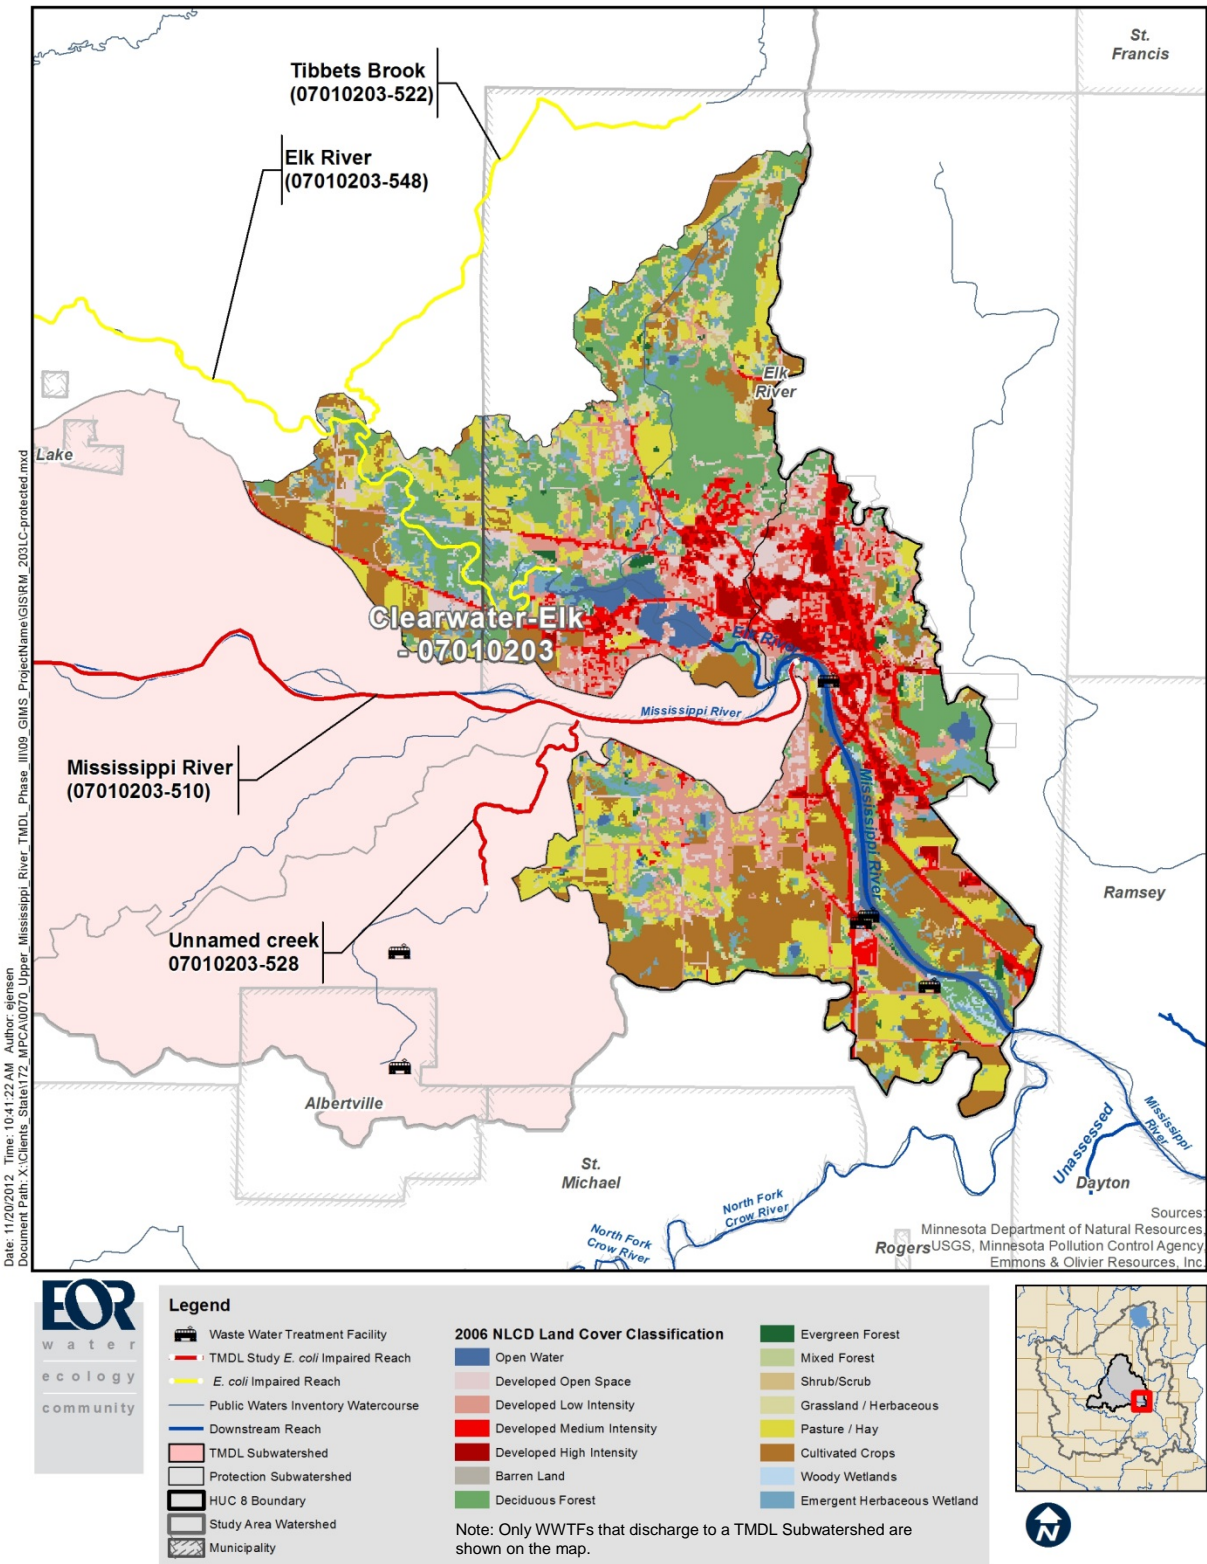 St.
Francis
Tibbets Brook
(07010203-522)
Elk River
(07010203-548)
Elk
River
Lake
Clearwater-Elk
- 07010203
Elk River
Mississippi River
Mississippi River
(07010203-510)
Mississippi River
Ramsey
Unnamed creek
07010203-528
Albertville
St.
Michael
Mississippi
River
Unassessed
Dayton
North Fork
Crow River
North Fork
Crow River
Rogers
Sources:
Minnesota Department of Natural Resources,
USGS, Minnesota Pollution Control Agency,
Emmons & Olivier Resources, Inc.
Date: 11/20/2012 Time: 10:41:22 AM Author: ejensen
Document Path: X:\Clients_State\172_MPCA\0070_Upper_Mississippi_River_TMDL_Phase_III\09_GIMS_ProjectName\GIS\RM_203LC-protected.mxd
EOR
water
ecology
community
Legend
Waste Water Treatment Facility
TMDL Study E. coli Impaired Reach
E. coli Impaired Reach
Public Waters Inventory Watercourse
Downstream Reach
TMDL Subwatershed
Protection Subwatershed
HUC 8 Boundary
Study Area Watershed
Municipality
2006 NLCD Land Cover Classification
Open Water
Developed Open Space
Developed Low Intensity
Developed Medium Intensity
Developed High Intensity
Barren Land
Deciduous Forest
Evergreen Forest
Mixed Forest
Shrub/Scrub
Grassland / Herbaceous
Pasture / Hay
Cultivated Crops
Woody Wetlands
Emergent Herbaceous Wetland
Note: Only WWTFs that discharge to a TMDL Subwatershed are
shown on the map.
N